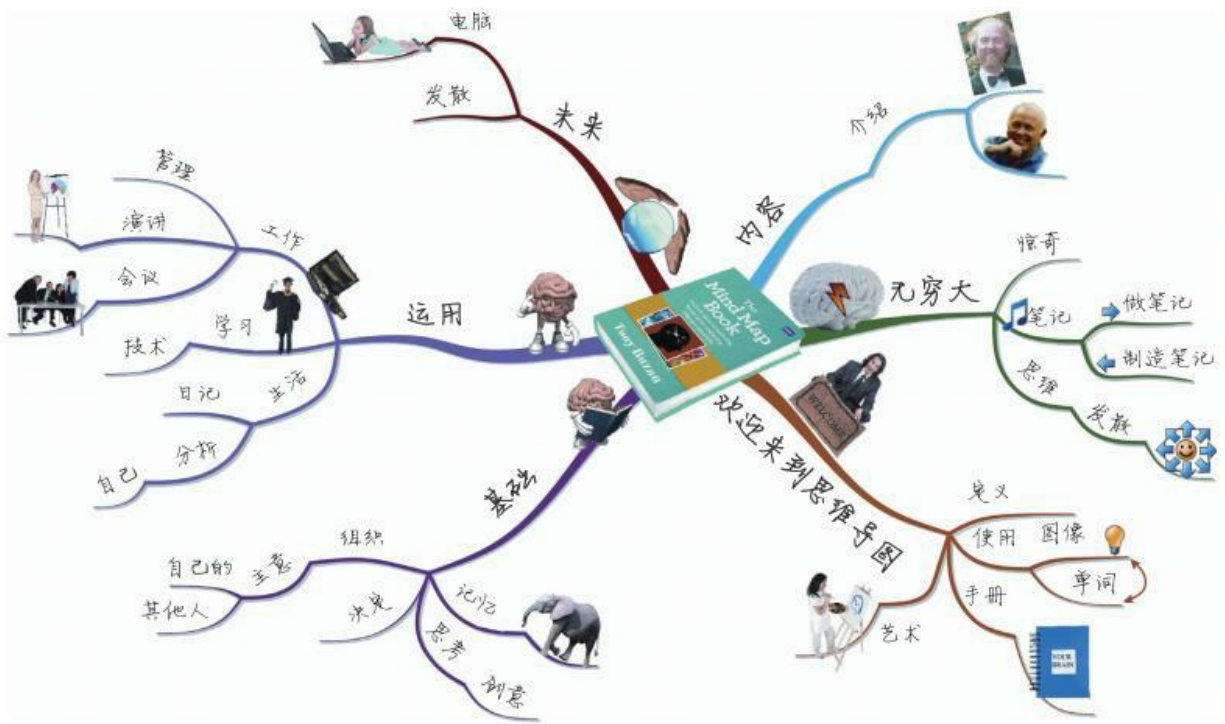 The
Mind Map
Book
Tony Buzan
内容
介绍
无穷大
惊奇
笔记
做笔记
制造笔记
思维
发散
欢迎来到思维导图
WELCOME
定义
使用
图像
单词
手册
YOUR
BRAIN
艺术
基础
记忆
思考
创意
决定
组织
主意
自己的
其他人
运用
工作
管理
演讲
会议
学习
技术
生活
日记
分析
自己
未来
电脑
发散